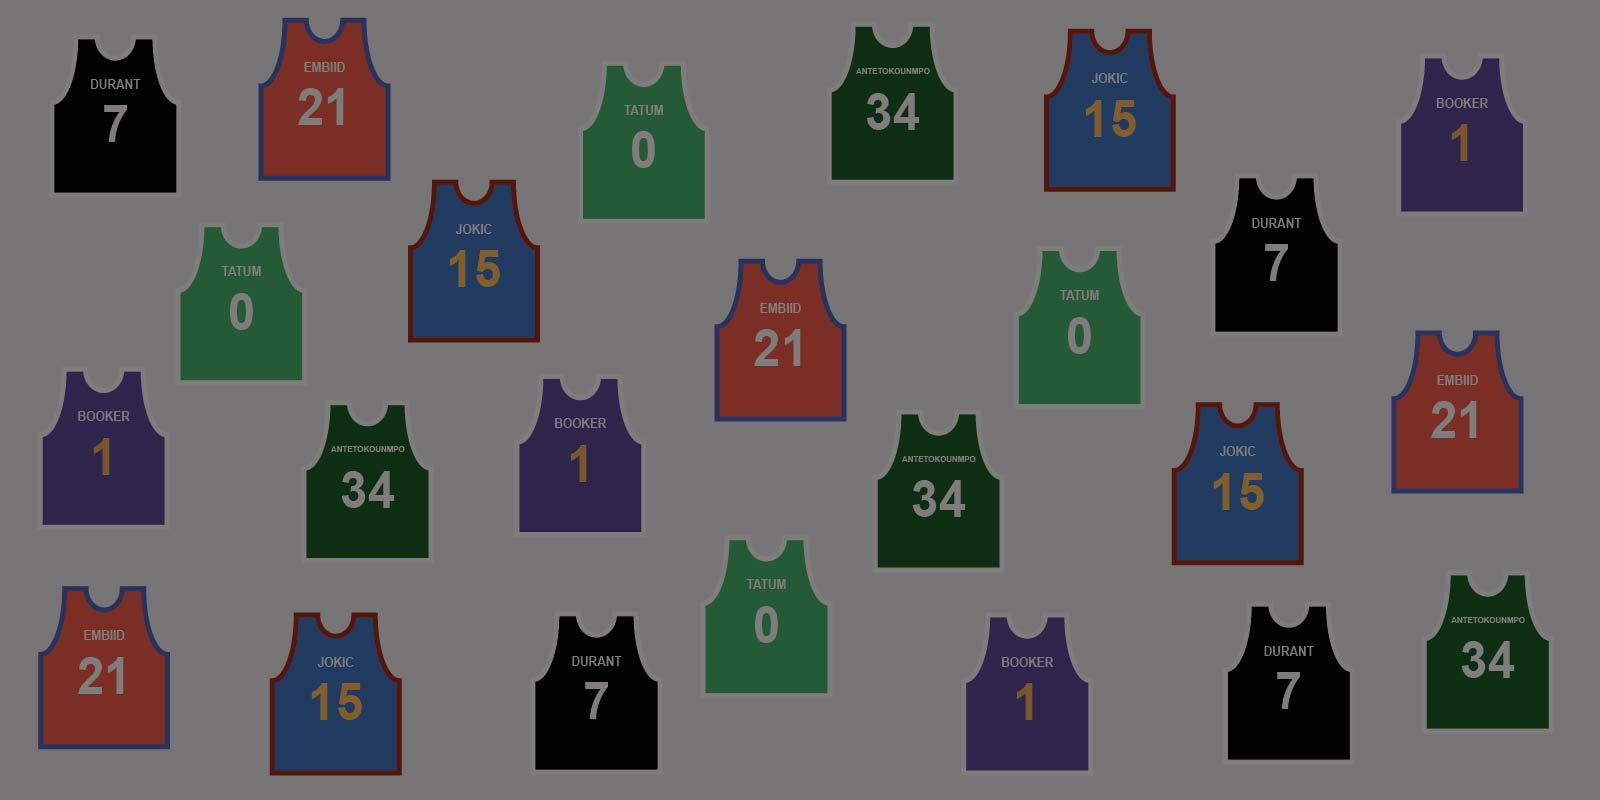 DURANT
7
EMBIID
21
TATUM
0
ANTETOKOUNMPO
34
JOKIC
15
BOOKER
1
TATUM
0
JOKIC
15
EMBIID
21
TATUM
0
DURANT
7
BOOKER
1
ANTETOKOUNMPO
34
BOOKER
1
ANTETOKOUNMPO
34
JOKIC
15
EMBIID
21
EMBIID
21
JOKIC
15
DURANT
7
TATUM
0
BOOKER
1
DURANT
7
ANTETOKOUNMPO
34